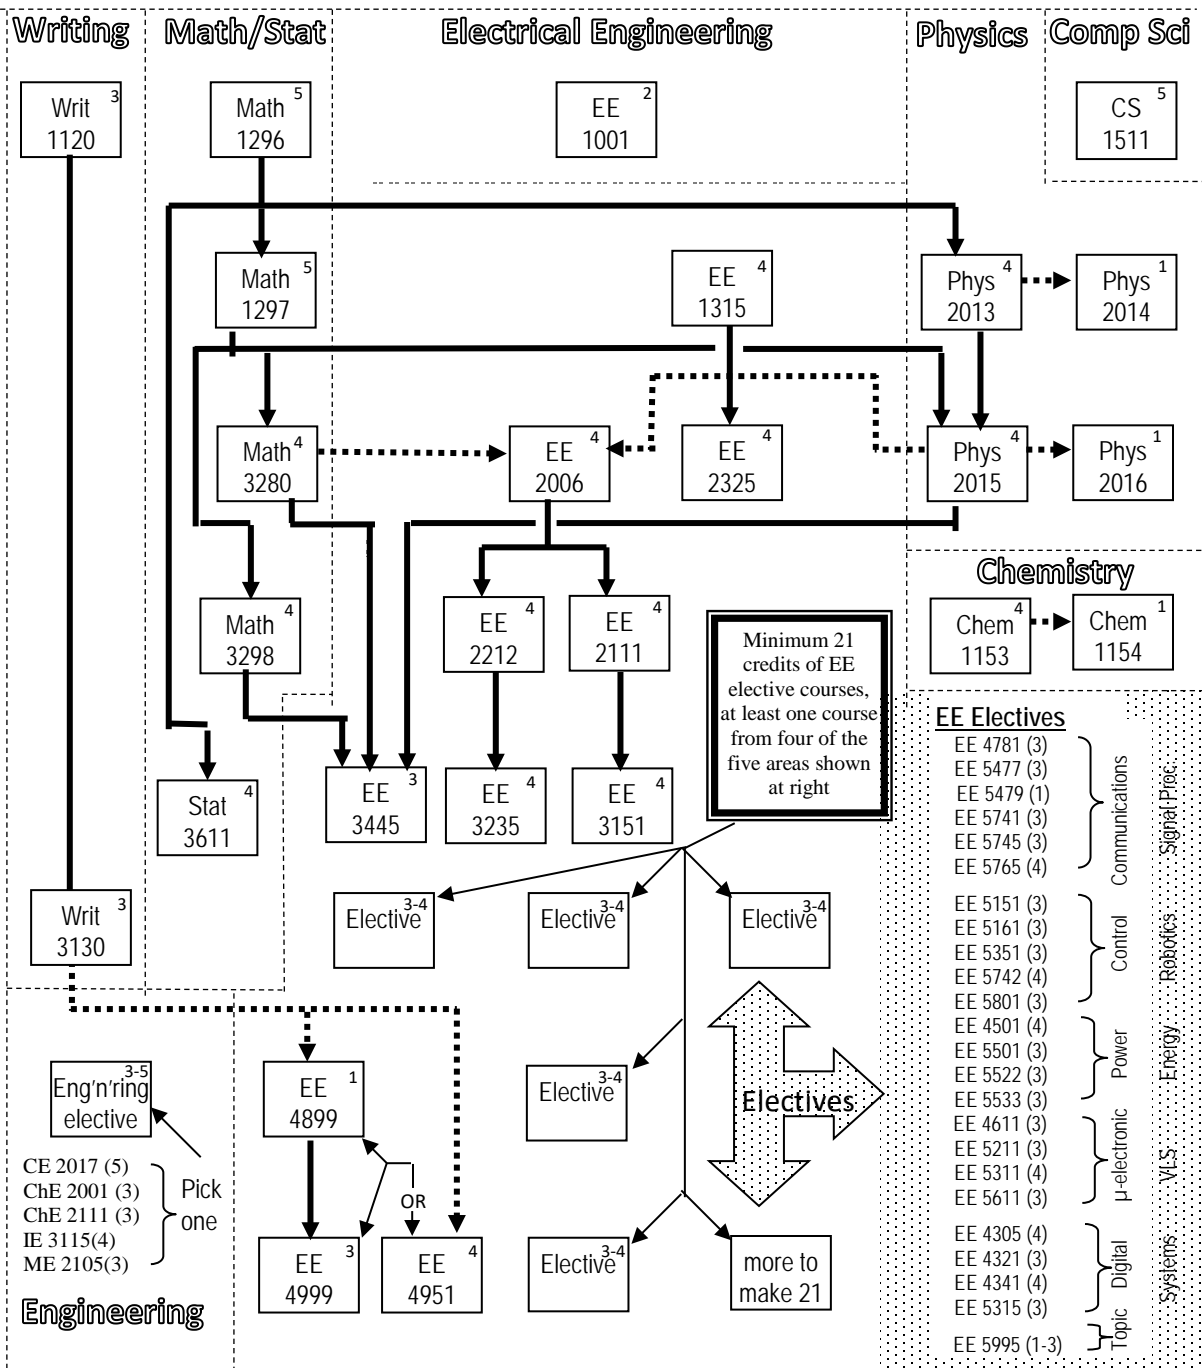 Writing
Math/Stat
Electrical Engineering
Physics
Comp Sci
Writ 3
1120
Math 5
1296
EE 2
1001
CS 5
1511
Math 5
1297
EE 4
1315
Phys 4
2013
Phys 1
2014
Math 4
3280
EE 4
2006
EE 4
2325
Phys 4
2015
Phys 1
2016
Chemistry
Math 4
3298
EE 4
2212
EE 4
2111
Chem 4
1153
Chem 1
1154
Minimum 21
credits of EE
elective courses,
at least one course
from four of the
five areas shown
at right
Stat 4
3611
EE 3
3445
EE 4
3235
EE 4
3151
Writ 3
3130
Elective 3-4
Elective 3-4
Elective 3-4
Elective 3-4
Electives
Elective 3-4
more to
make 21
Eng'n'ring 3-5
elective
CE 2017 (5)
ChE 2001 (3)
ChE 2111 (3)
IE 3115(4)
ME 2105(3)
Pick
one
Engineering
EE 1
4899
OR
EE 3
4999
EE 4
4951
EE Electives
EE 4781 (3)
EE 5477 (3)
EE 5479 (1)
EE 5741 (3)
EE 5745 (3)
EE 5765 (4)
Communications
Signal Proc.
EE 5151 (3)
EE 5161 (3)
EE 5351 (3)
EE 5742 (4)
EE 5801 (3)
Control
Robotics
EE 4501 (4)
EE 5501 (3)
EE 5522 (3)
EE 5533 (3)
Power
Energy
EE 4611 (3)
EE 5211 (3)
EE 5311 (4)
EE 5611 (3)
µ-electronic
VLS
EE 4305 (4)
EE 4321 (3)
EE 4341 (4)
EE 5315 (3)
Digital
Systems
EE 5995 (1-3)
Topic